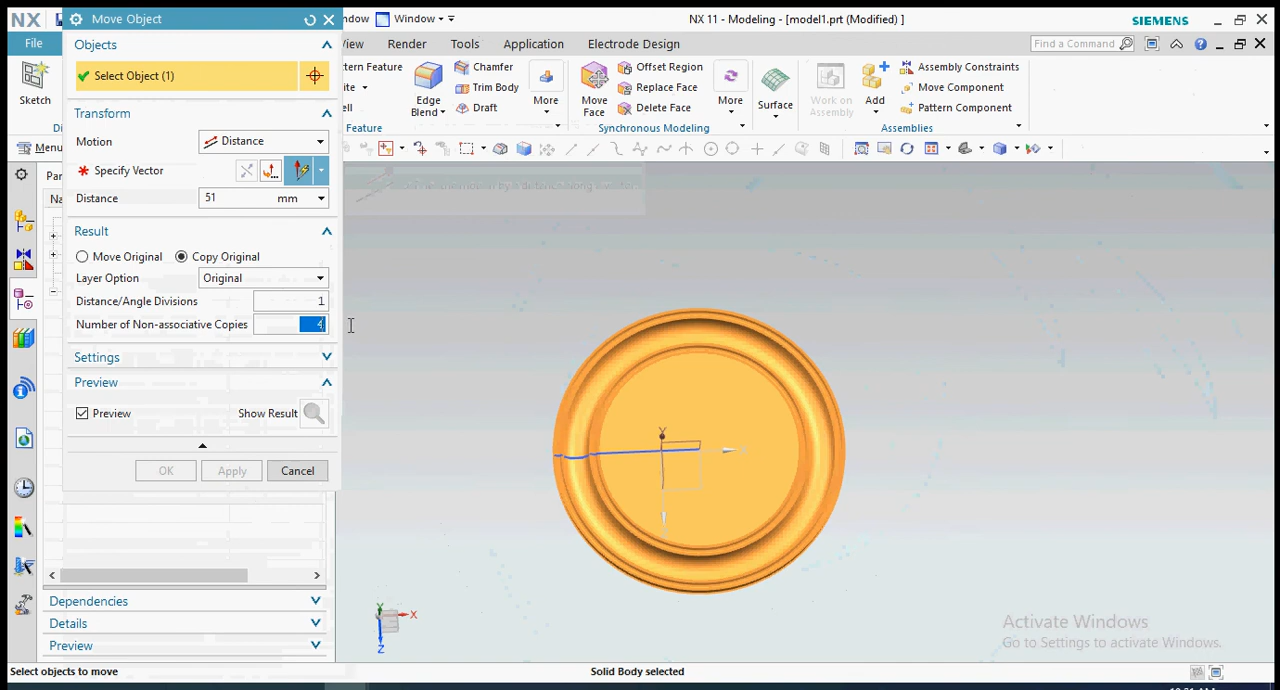 NX
Move Object
ndow
Window
NX 11 - Modeling - [model1.prt (Modified) ]
SIEMENS
File
iew
Render
Tools
Application
Electrode Design
Find a Command
Objects
Select Object (1)
Sketch
ttern Feature
Chamfer
Trim Body
Draft
Edge
Blend
More
Feature
Move
Face
Offset Region
Replace Face
Delete Face
More
Synchronous Modeling
Surface
Work on
Assembly
Add
Assembly Constraints
Move Component
Pattern Component
Assemblies
Menu
Transform
Motion
Distance
* Specify Vector
Distance
51
mm
Par
Na
Result
Move Original
Copy Original
Layer Option
Original
Distance/Angle Divisions
1
Number of Non-associative Copies
4
Settings
Preview
Preview
Show Result
OK
Apply
Cancel
Y
X
Y
Z
Dependencies
Details
Preview
Activate Windows
Go to Settings to activate Windows.
Select objects to move
Solid Body selected